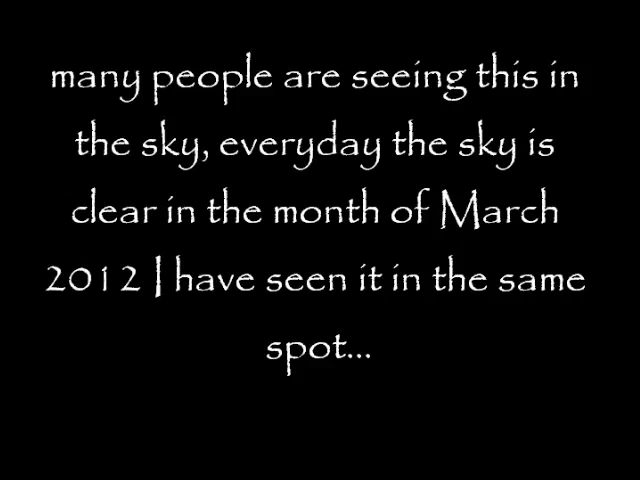 many people are seeing this in
the sky, everyday the sky is
clear in the month of March
2012 I have seen it in the same
spot...